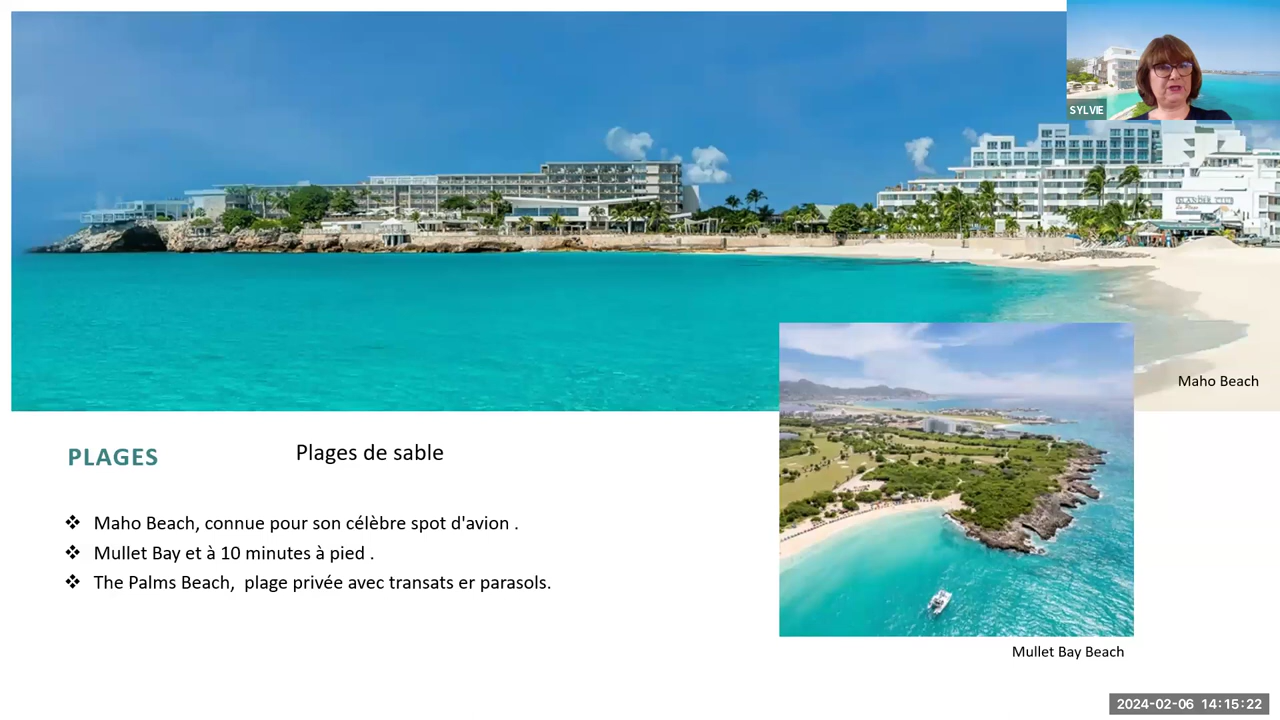 SYLVIE
Maho Beach
PLAGES
Plages de sable
❖ Maho Beach, connue pour son célèbre spot d'avion .
❖ Mullet Bay et à 10 minutes à pied .
❖ The Palms Beach,  plage privée avec transats er parasols.
Mullet Bay Beach
2024-02-06 14:15:22